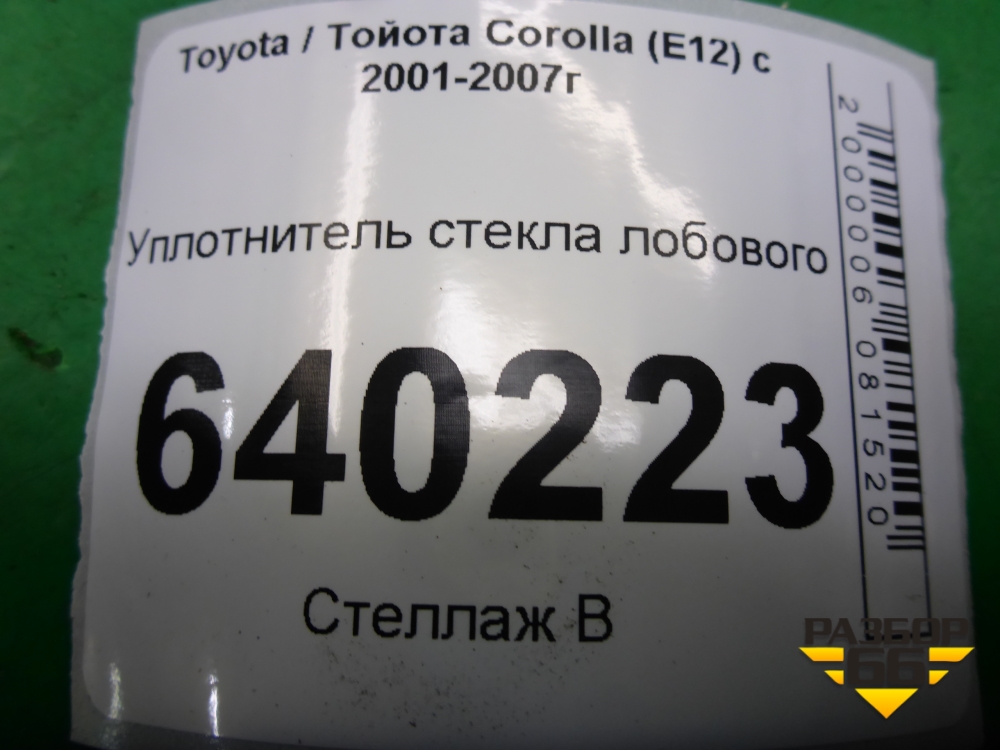 Toyota / Тойота Corolla (E12) с
2001-2007г
Уплотнитель стекла лобового
640223
Стеллаж В
2000006081520
РАЗБОР
66